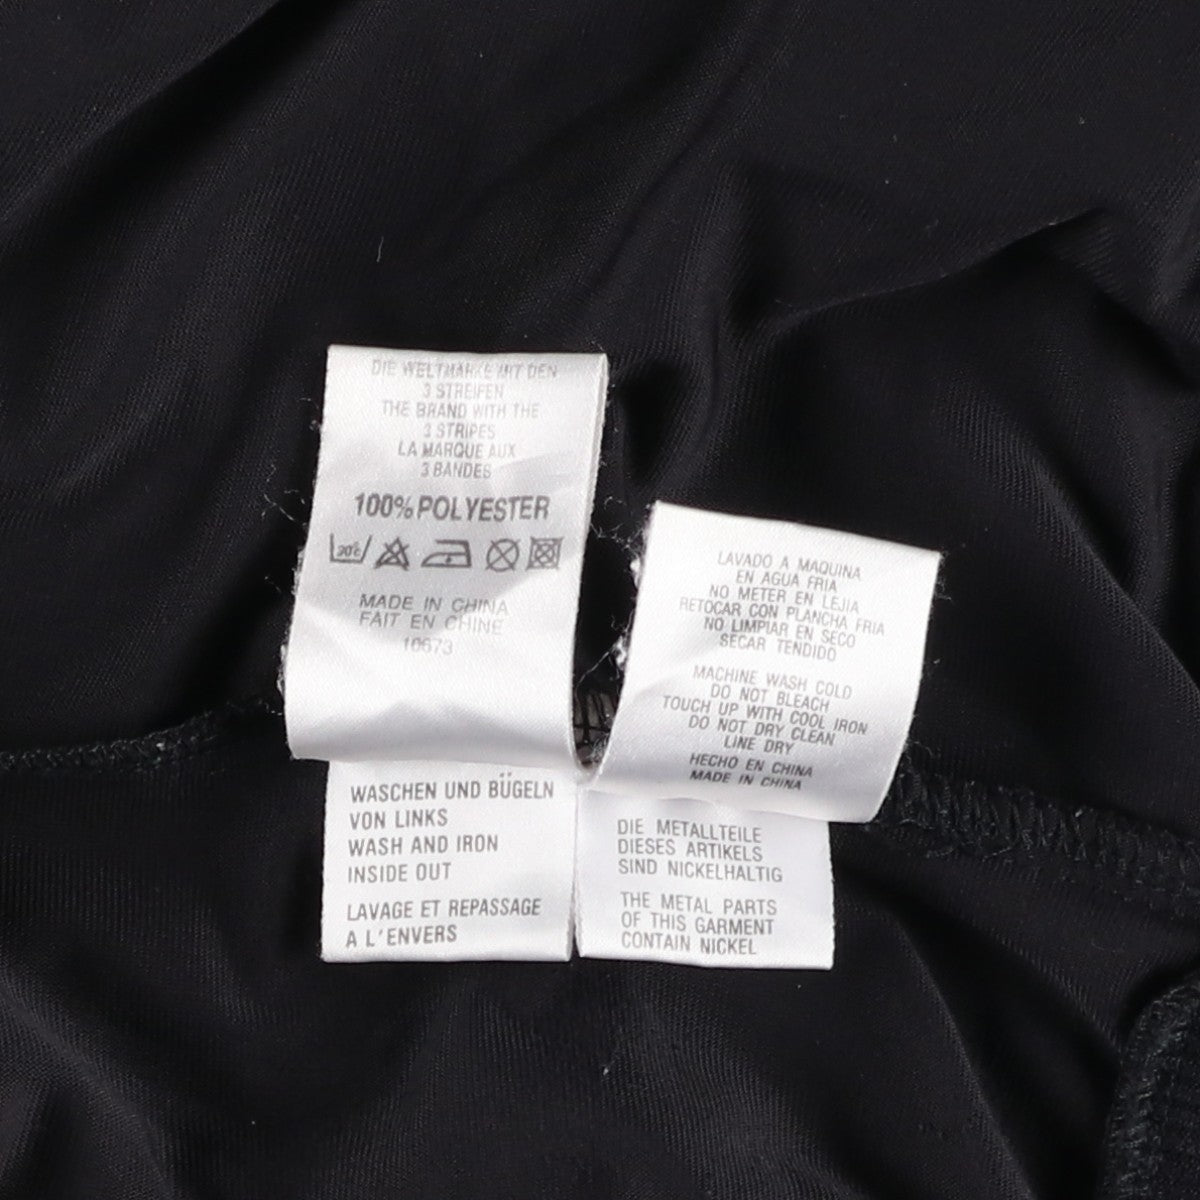 DIE WELTMARKE MIT DEN
3 STREIFEN
THE BRAND WITH THE
3 STRIPES
LA MARQUE AUX
3 BANDES
100% POLYESTER
MADE IN CHINA
FAIT EN CHINE
10673
WASCHEN UND BÜGELN
VON LINKS
WASH AND IRON
INSIDE OUT
LAVAGE ET REPASSAGE
A L'ENVERS
LAVADO A MAQUINA
EN AGUA FRIA
NO METER EN LEJIA
RETOCAR CON PLANCHA FRIA
NO LIMPIAR EN SECO
SECAR TENDIDO
MACHINE WASH COLD
DO NOT BLEACH
TOUCH UP WITH COOL IRON
DO NOT DRY CLEAN
LINE DRY
HECHO EN CHINA
MADE IN CHINA
DIE METALLTEILE
DIESES ARTIKELS
SIND NICKELHALTIG
THE METAL PARTS
OF THIS GARMENT
CONTAIN NICKEL